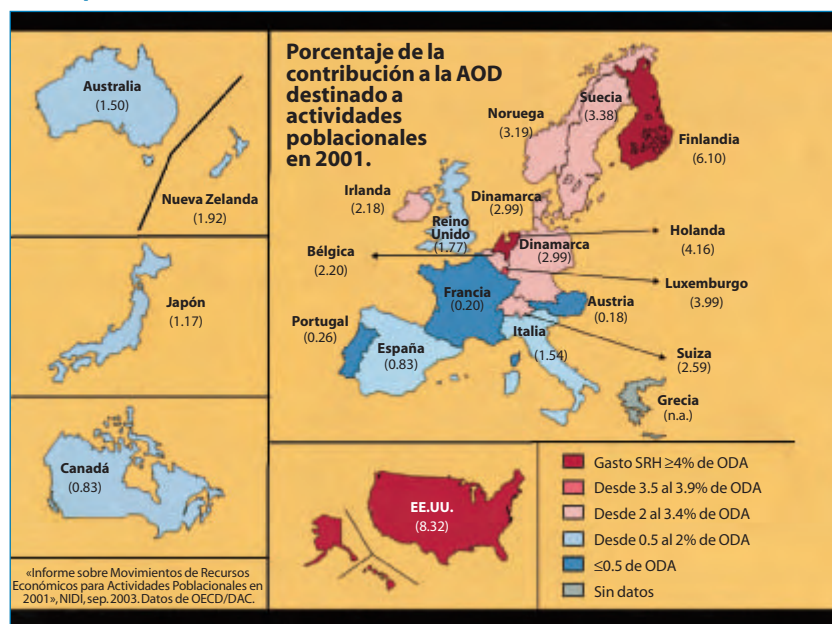 Porcentaje de la
contribución a la AOD
destinado a
actividades
poblacionales
en 2001.
Australia
(1.50)
Nueva Zelanda
(1.92)
Japón
(1.17)
Canadá
(0.83)
«Informe sobre Movimientos de Recursos
Económicos para Actividades Poblacionales en
2001», NIDI, sep. 2003. Datos de OECD/DAC.
Suecia
(3.38)
Noruega
(3.19)
Finlandia
(6.10)
Irlanda
(2.18)
Dinamarca
(2.99)
Reino
Unido
(1.77)
Dinamarca
(2.99)
Holanda
(4.16)
Bélgica
(2.20)
Luxemburgo
(3.99)
Francia
(0.20)
Austria
(0.18)
Portugal
(0.26)
España
(0.83)
Italia
(1.54)
Suiza
(2.59)
Grecia
(n.a.)
EE.UU.
(8.32)
Gasto SRH ≥4% de ODA
Desde 3.5 al 3.9% de ODA
Desde 2 al 3.4% de ODA
Desde 0.5 al 2% de ODA
≤0.5 de ODA
Sin datos